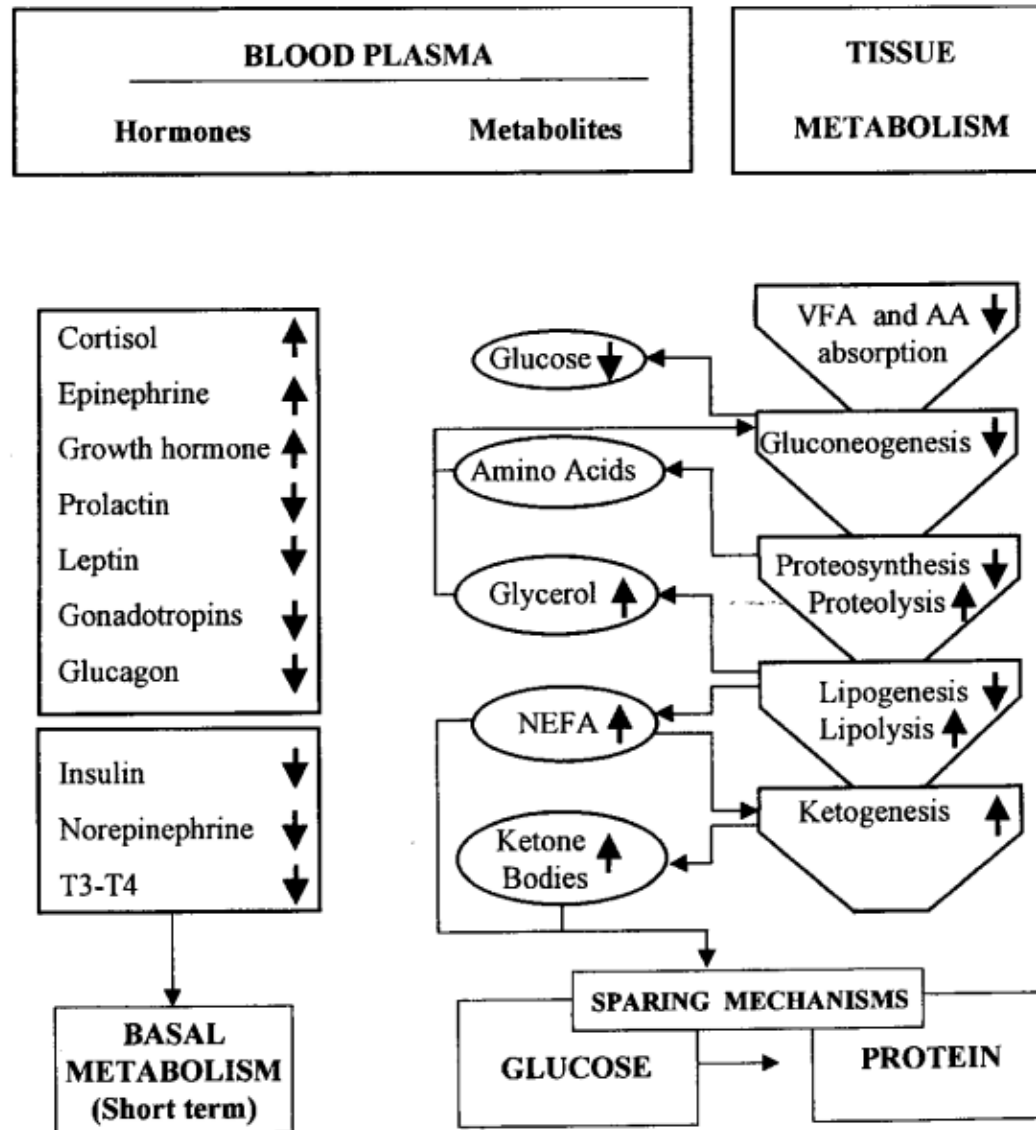 BLOOD PLASMA
Hormones
Metabolites
TISSUE
METABOLISM
Cortisol
Epinephrine
Growth hormone
Prolactin
Leptin
Gonadotropins
Glucagon
Insulin
Norepinephrine
T3-T4
BASAL
METABOLISM
(Short term)
Glucose
Amino Acids
Glycerol
NEFA
Ketone
Bodies
VFA and AA
absorption
Gluconeogenesis
Proteosynthesis
Proteolysis
Lipogenesis
Lipolysis
Ketogenesis
SPARING MECHANISMS
GLUCOSE
PROTEIN